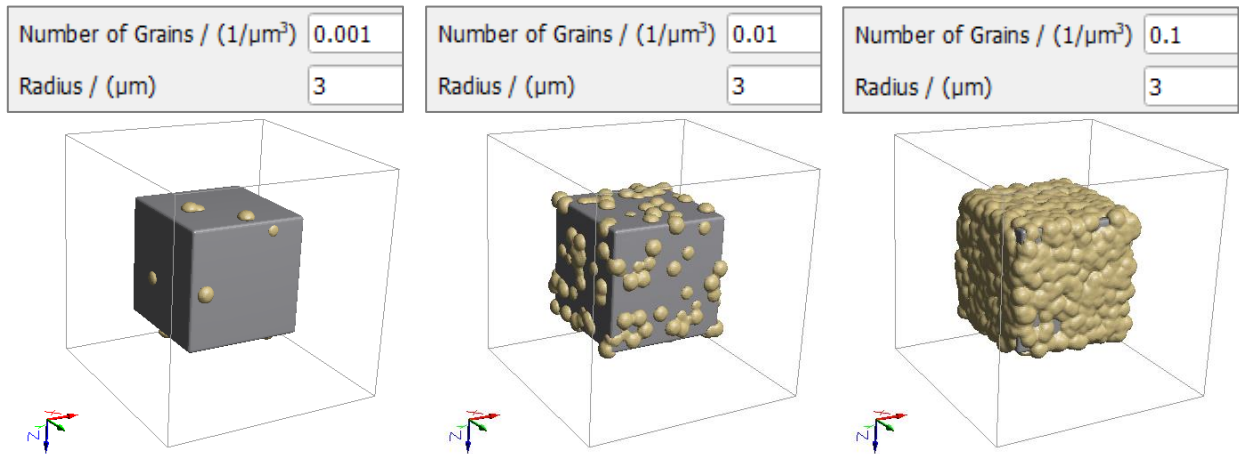 Number of Grains / (1/µm³) 0.001
Radius / (µm) 3
Number of Grains / (1/µm³) 0.01
Radius / (µm) 3
Number of Grains / (1/µm³) 0.1
Radius / (µm) 3
X
Y
Z
X
Y
Z
X
Y
Z